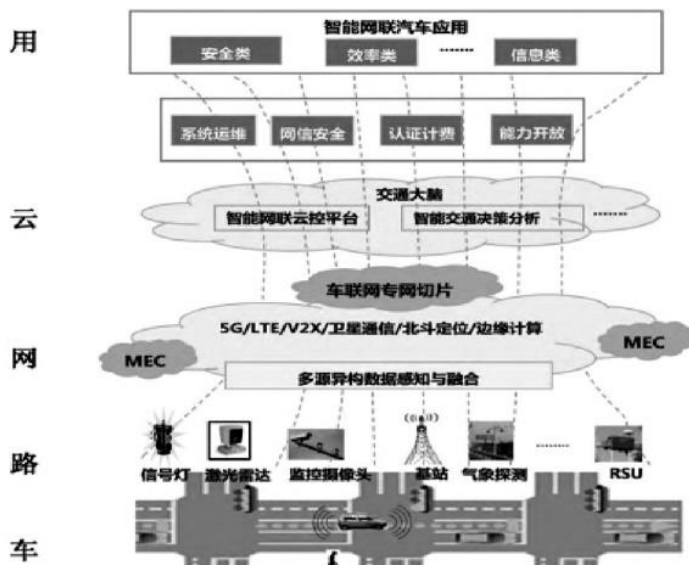 用
智能网联汽车应用
安全类 效率类 ........ 信息类
系统运维 网信安全 认证计费 能力开放
云
交通大脑
智能网联云控平台 智能交通决策分析 ........
车联网专网切片
网
5G/LTE/V2X/卫星通信/北斗定位/边缘计算
MEC MEC
多源异构数据感知与融合
路
信号灯 激光雷达 监控摄像头 基站 气象探测 ........ RSU
车